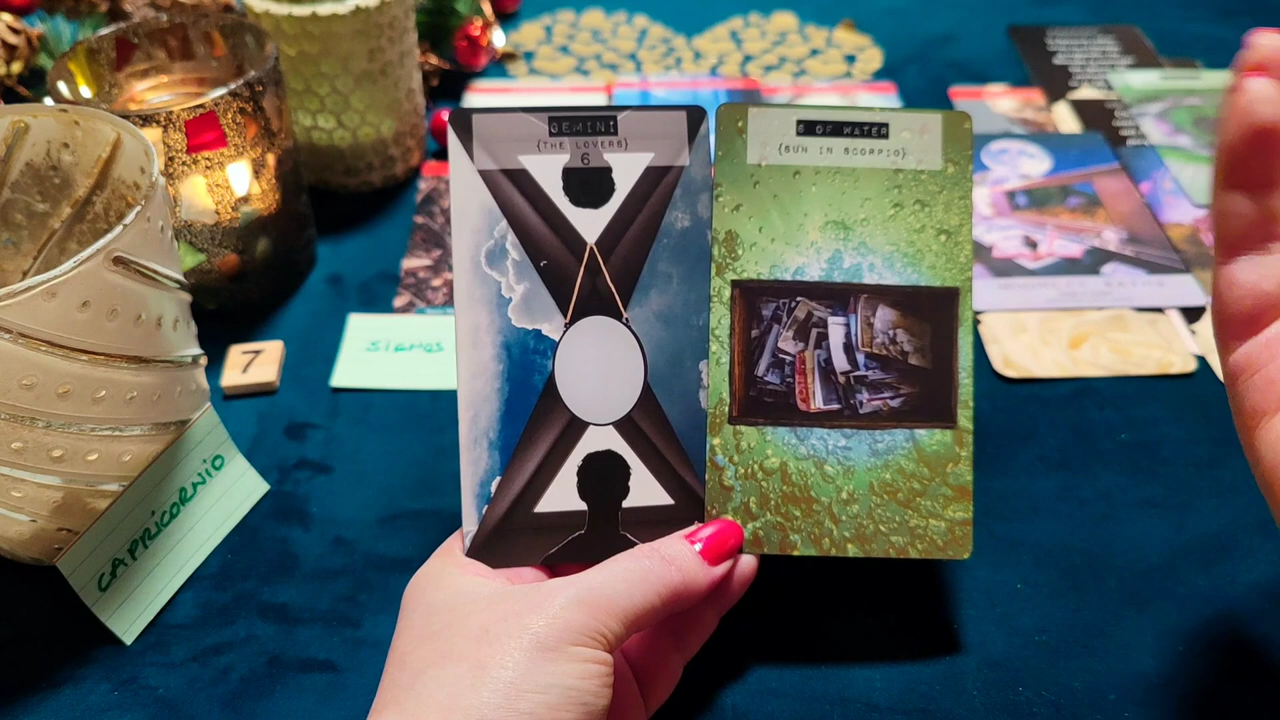 GEMINI
{THE LOVERS}
6
6 OF WATER
{SUN IN SCORPIO}
7
SIGNOS
CAPRICORNIO